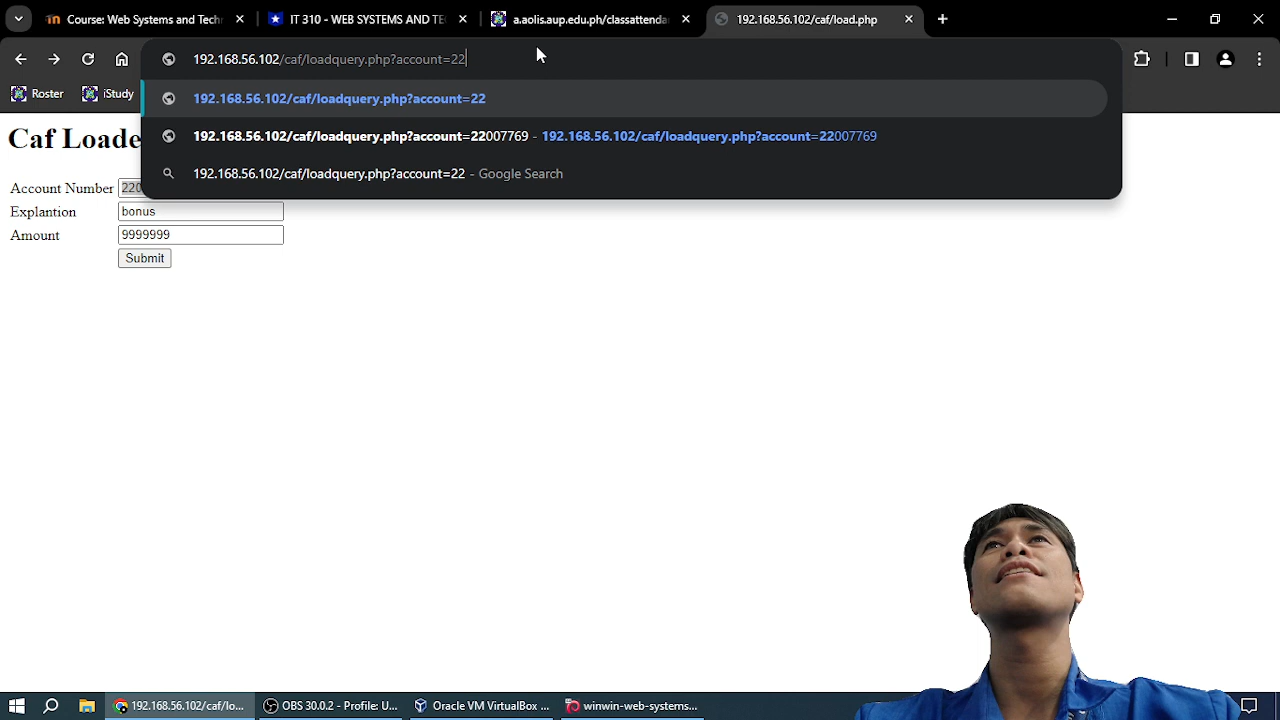 Course: Web Systems and Techn
IT 310 - WEB SYSTEMS AND TEC
a.aolis.aup.edu.ph/classattenda
192.168.56.102/caf/load.php
192.168.56.102/caf/loadquery.php?account=22
Roster
iStudy
192.168.56.102/caf/loadquery.php?account=22
192.168.56.102/caf/loadquery.php?account=22007769 - 192.168.56.102/caf/loadquery.php?account=22007769
192.168.56.102/caf/loadquery.php?account=22 - Google Search
Caf Loade
Account Number 220
Explantion bonus
Amount 9999999
Submit
192.168.56.102/caf/lo...
OBS 30.0.2 - Profile: U...
Oracle VM VirtualBox ...
winwin-web-systems...